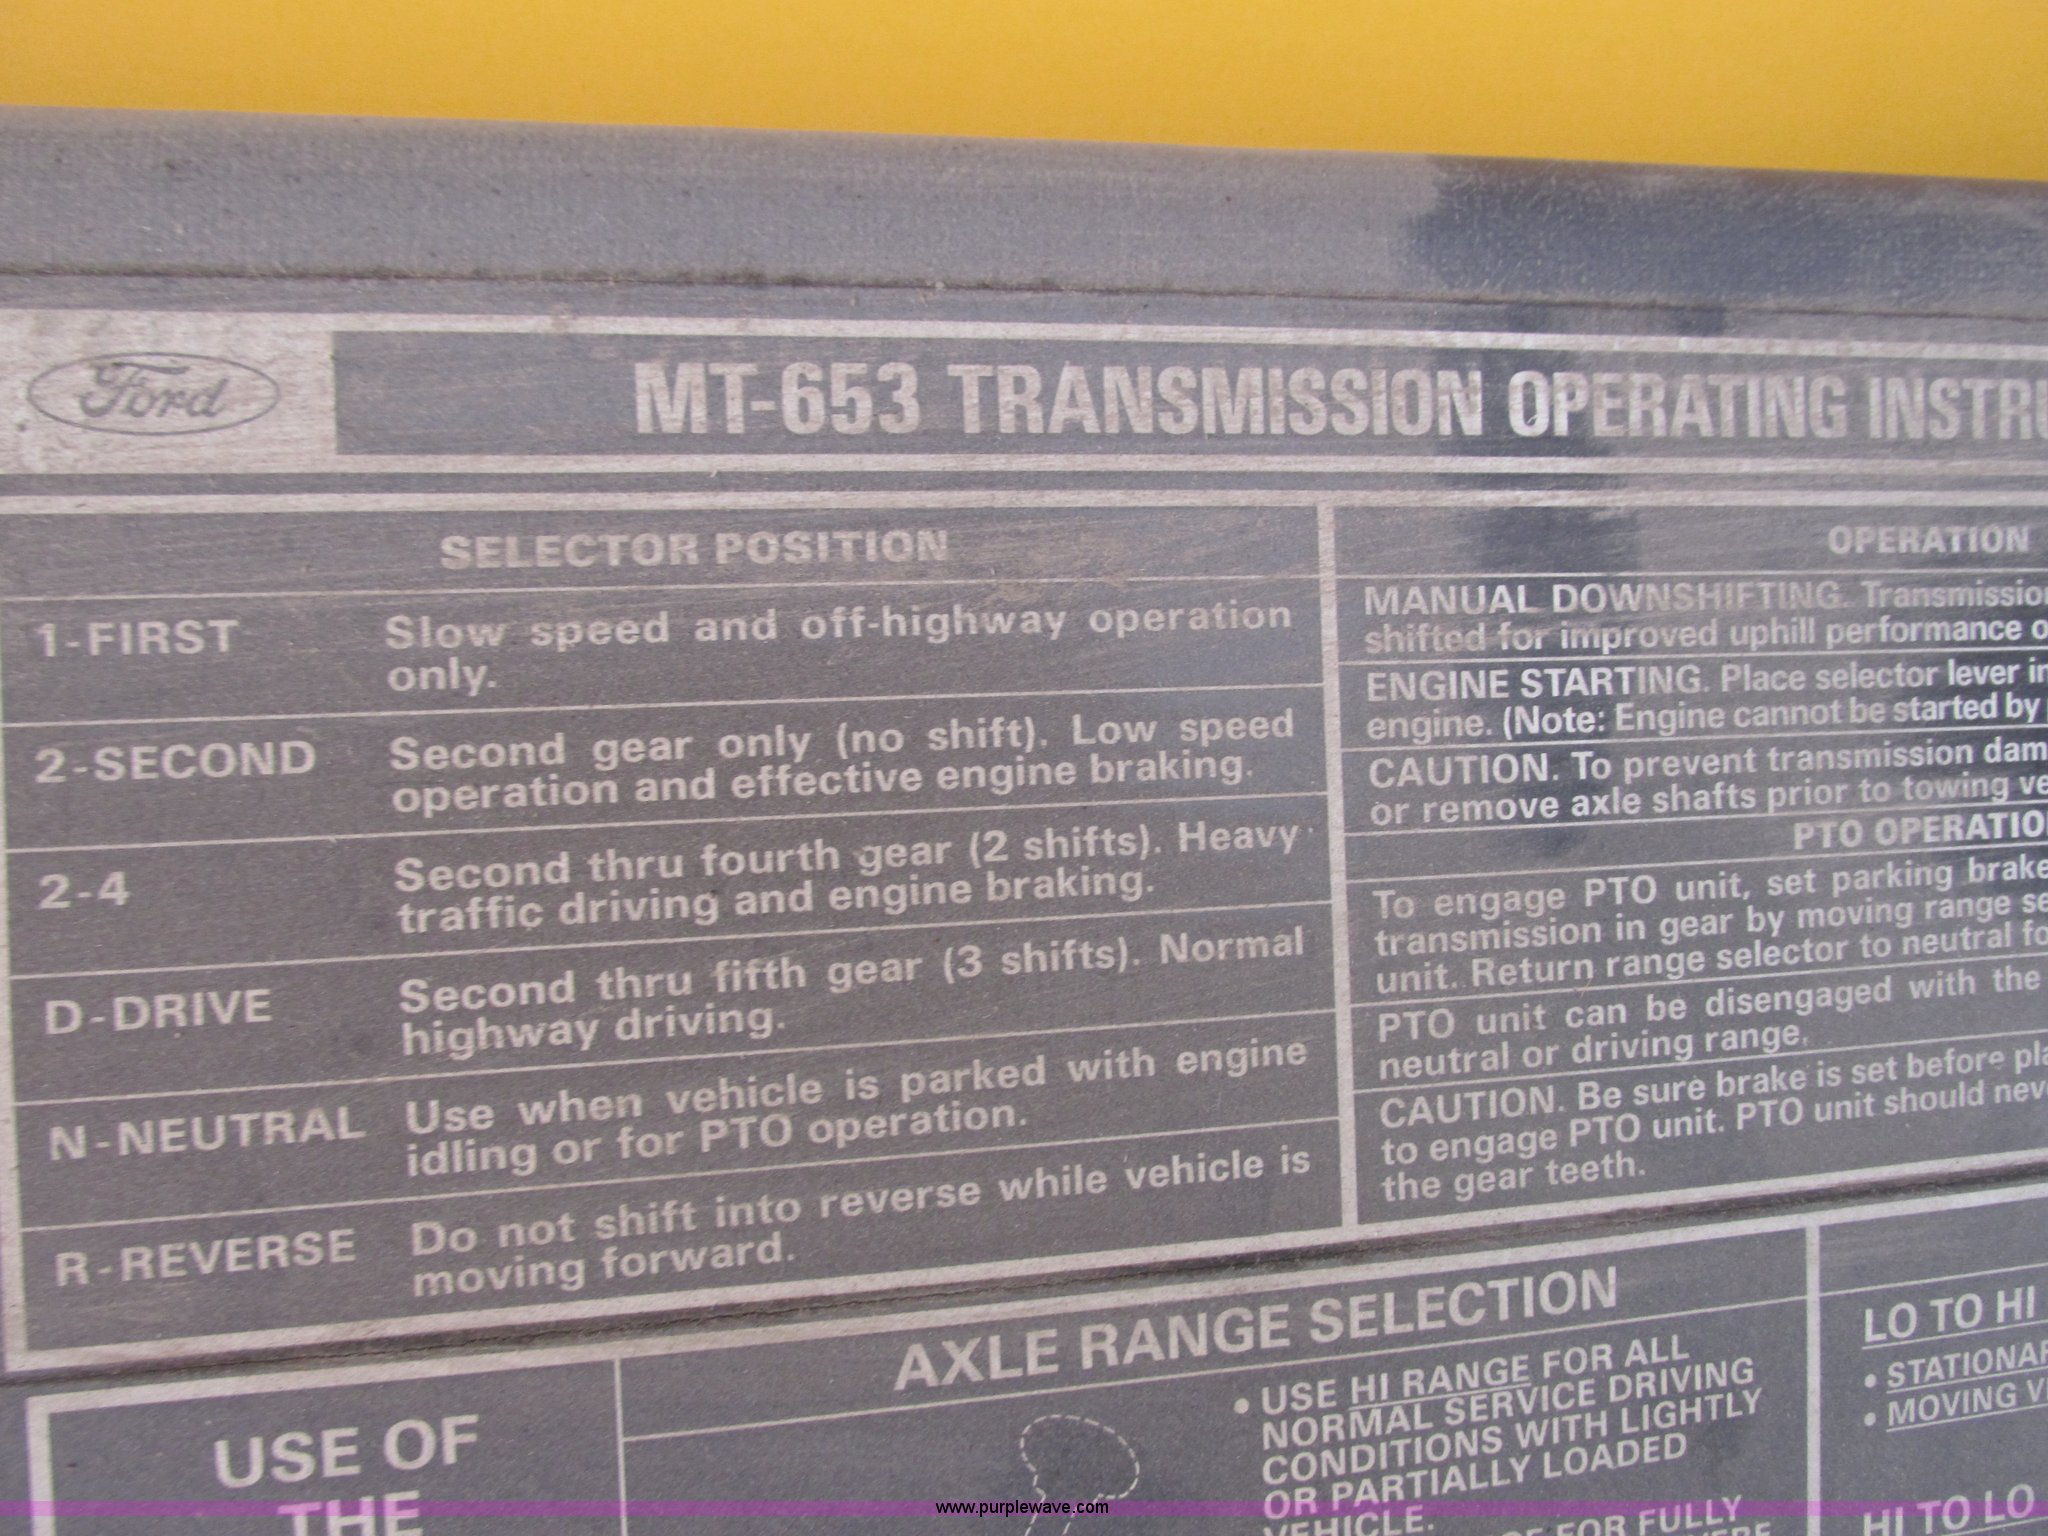 Ford
MT-653 TRANSMISSION OPERATING
SELECTOR POSITION
1-FIRST
Slow speed and off-highway operation
only.
2-SECOND
Second gear only (no shift). Low speed
operation and effective engine braking.
2-4
Second thru fourth gear (2 shifts). Heavy
traffic driving and engine braking.
D-DRIVE
Second thru fifth gear (3 shifts). Normal
highway driving.
N-NEUTRAL
Use when vehicle is parked with engine
idling or for PTO operation.
R-REVERSE
Do not shift into reverse while vehicle is
moving forward.
OPERATION
MANUAL DOWNSHIFTING. Transmission
shifted for improved uphill performance
ENGINE STARTING. Place selector lever in
engine. (Note: Engine cannot be started by
CAUTION. To prevent transmission
or remove axle shafts prior to towing
PTO OPERATION
To engage PTO unit, set parking brake
transmission in gear by moving range
unit. Return range selector to neutral
PTO unit can be disengaged with the
neutral or driving range.
CAUTION. Be sure brake is set before
to engage PTO unit. PTO unit should
the gear teeth.
AXLE RANGE SELECTION
• USE HI RANGE FOR ALL
NORMAL SERVICE DRIVING
CONDITIONS WITH LIGHTLY
OR PARTIALLY LOADED
VEHICLE.
FOR FULLY
USE OF
THE
LO TO HI
•
• MOVING
HI TO LO
www.purplewave.com